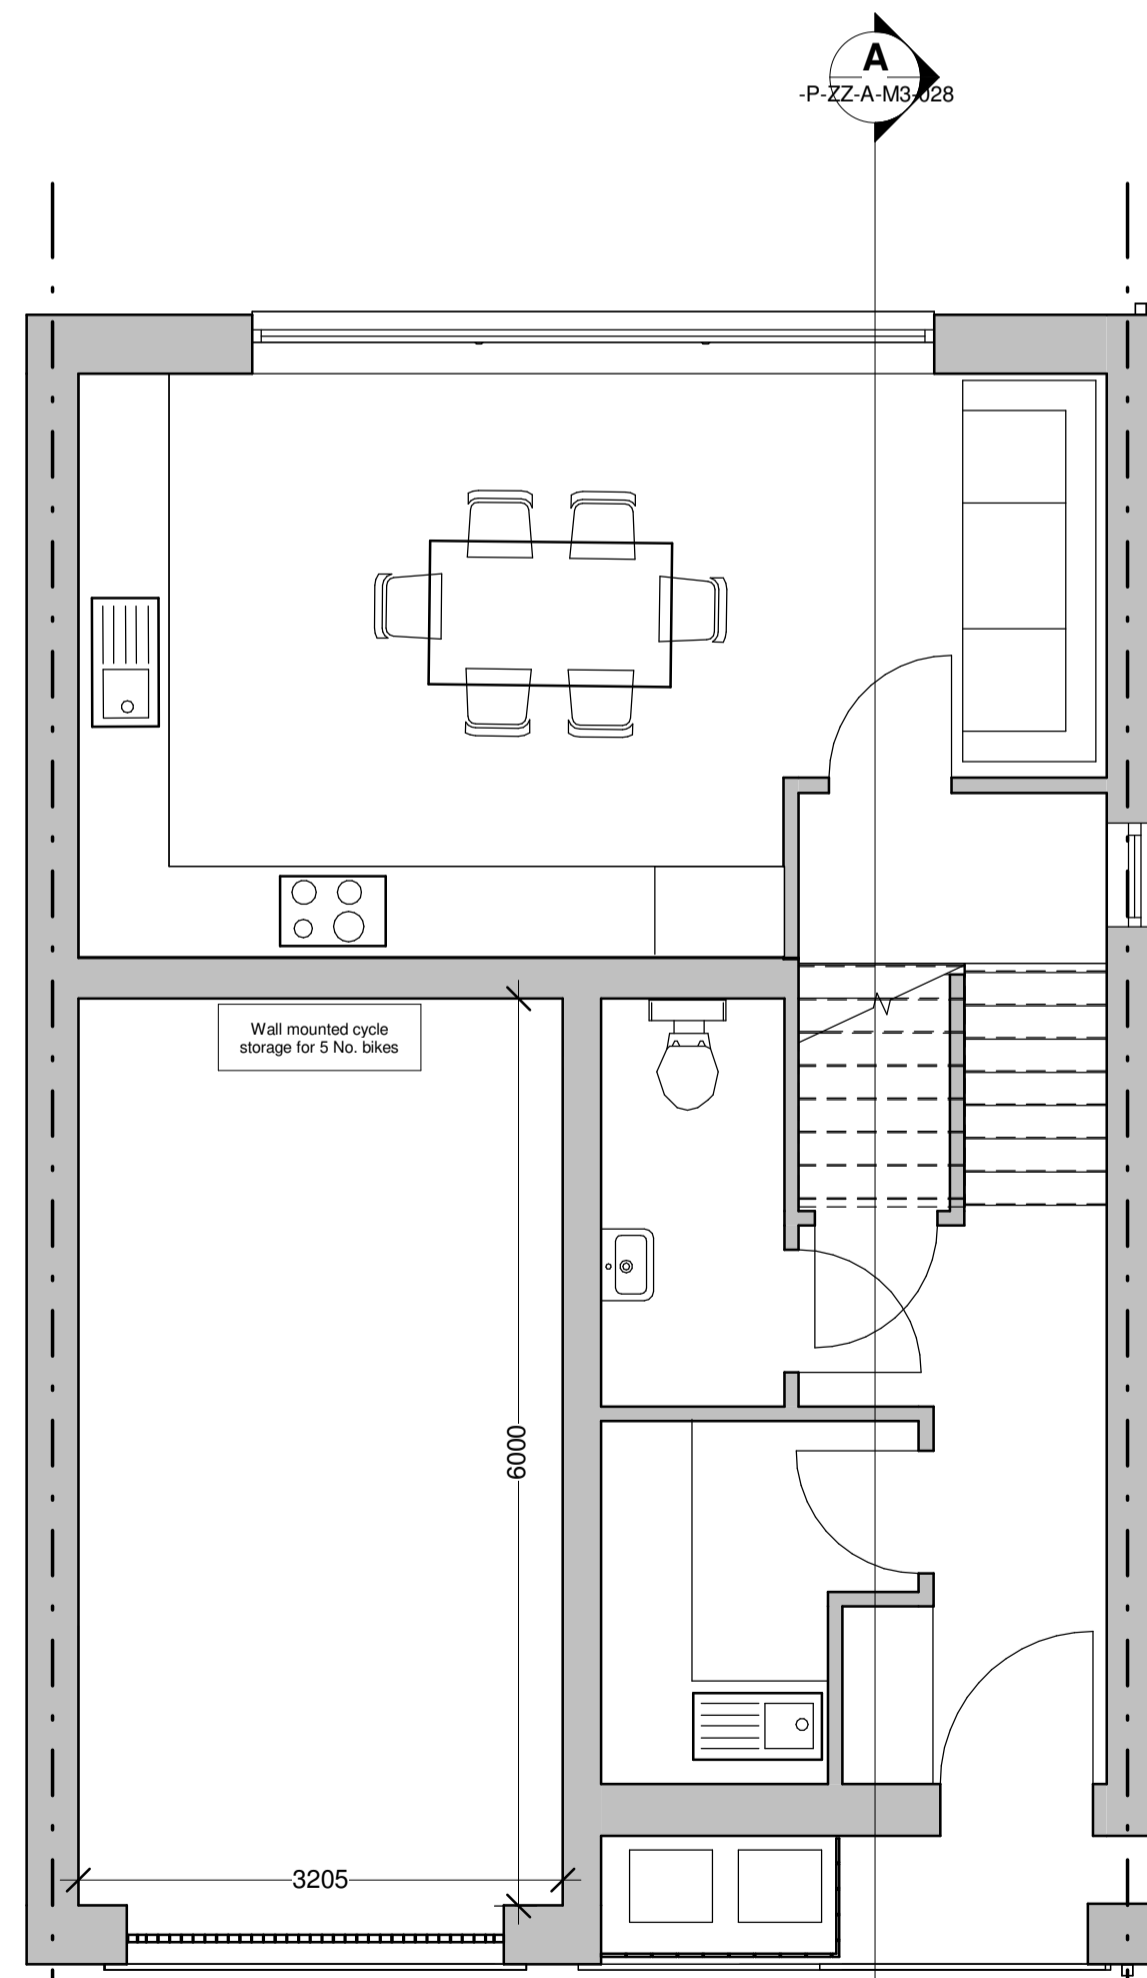 A
-P-ZZ-A-M3-028
Wall mounted cycle
storage for 5 No. bikes
6000
3205